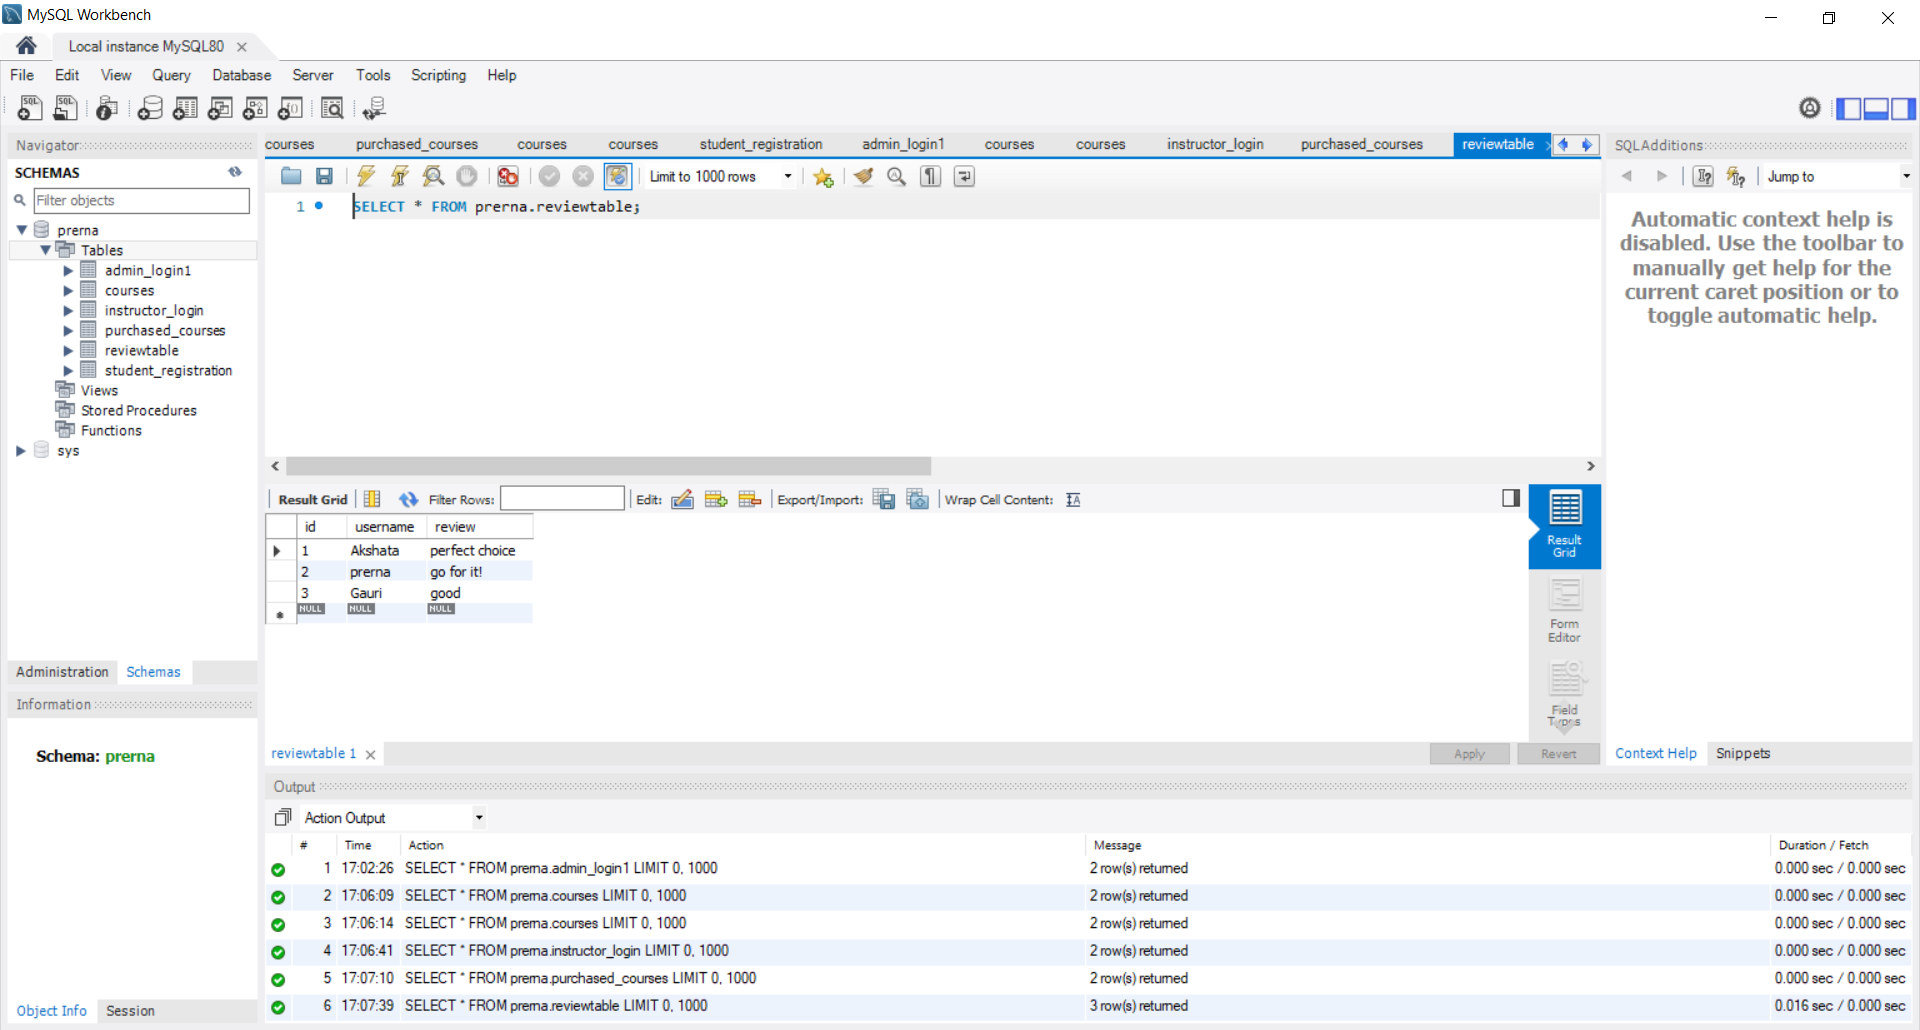 MySQL Workbench
Local instance MySQL80
File Edit View Query Database Server Tools Scripting Help
Navigator
SCHEMAS
Filter objects
prerna
Tables
admin_login1
courses
instructor_login
purchased_courses
reviewtable
student_registration
Views
Stored Procedures
Functions
sys
Administration Schemas
Information
Schema: prerna
Object Info Session
courses purchased_courses courses courses student_registration admin_login1 courses courses instructor_login purchased_courses reviewtable
Limit to 1000 rows
1 SELECT * FROM prerna.reviewtable;
Result Grid Filter Rows: Edit: Export/Import: Wrap Cell Content:
id username review
1 Akshata perfect choice
2 prerna go for it!
3 Gauri good
NULL NULL NULL
Result Grid
Form Editor
Field Types
reviewtable 1
Apply Revert
SQLAdditions
Jump to
Automatic context help is
disabled. Use the toolbar to
manually get help for the
current caret position or to
toggle automatic help.
Context Help Snippets
Output
Action Output
# Time Action Message Duration / Fetch
1 17:02:26 SELECT * FROM prerna.admin_login1 LIMIT 0, 1000 2 row(s) returned 0.000 sec / 0.000 sec
2 17:06:09 SELECT * FROM prerna.courses LIMIT 0, 1000 2 row(s) returned 0.000 sec / 0.000 sec
3 17:06:14 SELECT * FROM prerna.courses LIMIT 0, 1000 2 row(s) returned 0.000 sec / 0.000 sec
4 17:06:41 SELECT * FROM prerna.instructor_login LIMIT 0, 1000 2 row(s) returned 0.000 sec / 0.000 sec
5 17:07:10 SELECT * FROM prerna.purchased_courses LIMIT 0, 1000 2 row(s) returned 0.000 sec / 0.000 sec
6 17:07:39 SELECT * FROM prerna.reviewtable LIMIT 0, 1000 3 row(s) returned 0.016 sec / 0.000 sec